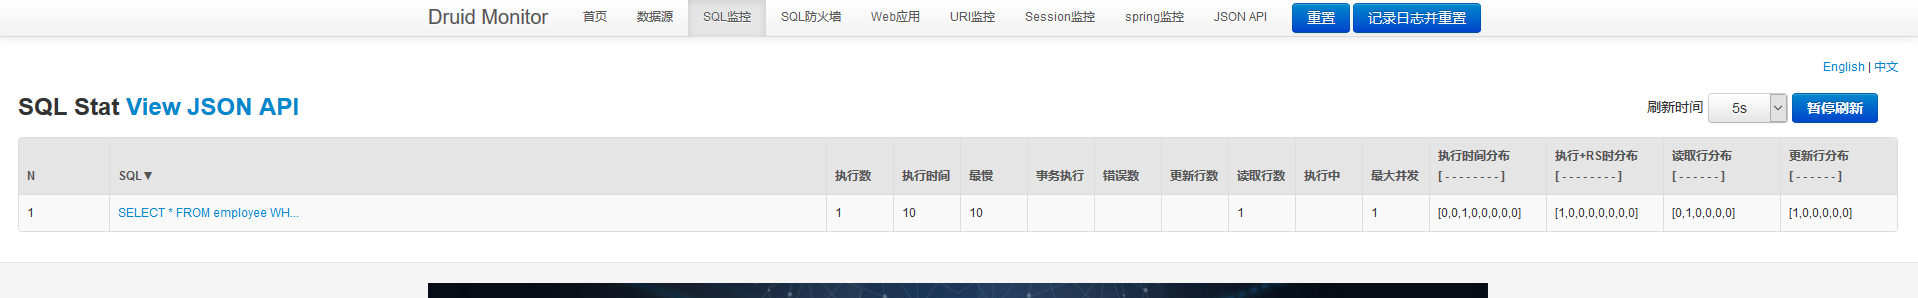 Druid Monitor 首页 数据源 SQL监控 SQL防火墙 Web应用 URI监控 Session监控 spring监控 JSON API 重置 记录日志并重置
English | 中文
SQL Stat View JSON API 刷新时间 5s 暂停刷新
N SQL▼ 执行数 执行时间 最慢 事务执行 错误数 更新行数 读取行数 执行中 最大并发 执行时间分布 [ - - - - - - - - ] 执行+RS时分布 [ - - - - - - - - ] 读取行分布 [ - - - - - - ] 更新行分布 [ - - - - - - ]
1 SELECT * FROM employee WH... 1 10 10 1 1 [0,0,1,0,0,0,0,0] [1,0,0,0,0,0,0,0] [0,1,0,0,0,0] [1,0,0,0,0,0]